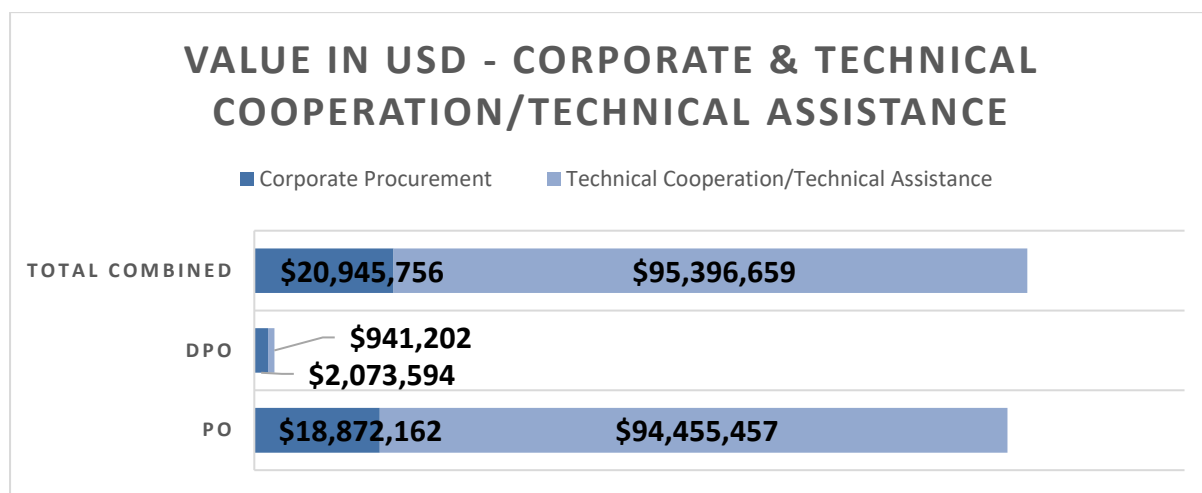 VALUE IN USD - CORPORATE & TECHNICAL
COOPERATION/TECHNICAL ASSISTANCE
Corporate Procurement Technical Cooperation/Technical Assistance
TOTAL COMBINED $20,945,756 $95,396,659
$941,202
DPO
$2,073,594
PO $18,872,162 $94,455,457